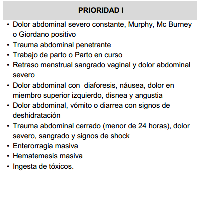 PRIORIDAD I
• Dolor abdominal severo constante, Murphy, Mc Burney
o Giordano positivo
• Trauma abdominal penetrante
• Trabajo de parto o Parto en curso
• Retraso menstrual sangrado vaginal y dolor abdominal
severo
• Dolor abdominal con diaforesis, náusea, dolor en
miembro superior izquierdo, disnea y angustia
• Dolor abdominal, vómito o diarrea con signos de
deshidratación
• Trauma abdominal cerrado (menor de 24 horas), dolor
severo, sangrado y signos de shock
• Enterorragia masiva
• Hematemesis masiva
• Ingesta de tóxicos.